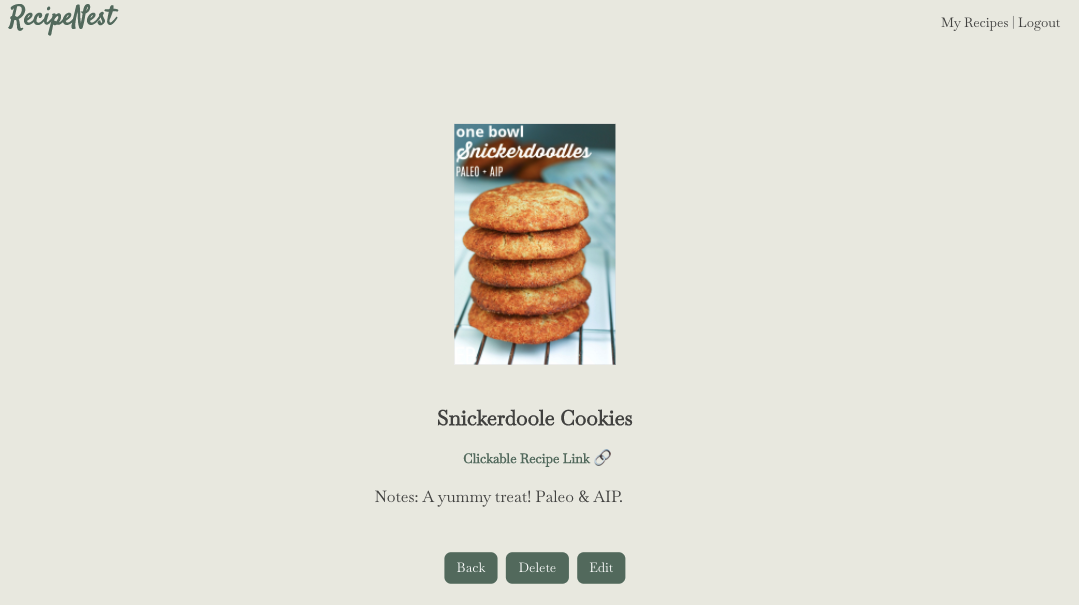 RecipeNest
My Recipes | Logout
one bowl
Snickerdoodles
PALEO + AIP
Snickerdoole Cookies
Clickable Recipe Link 🔗
Notes: A yummy treat! Paleo & AIP.
Back Delete Edit